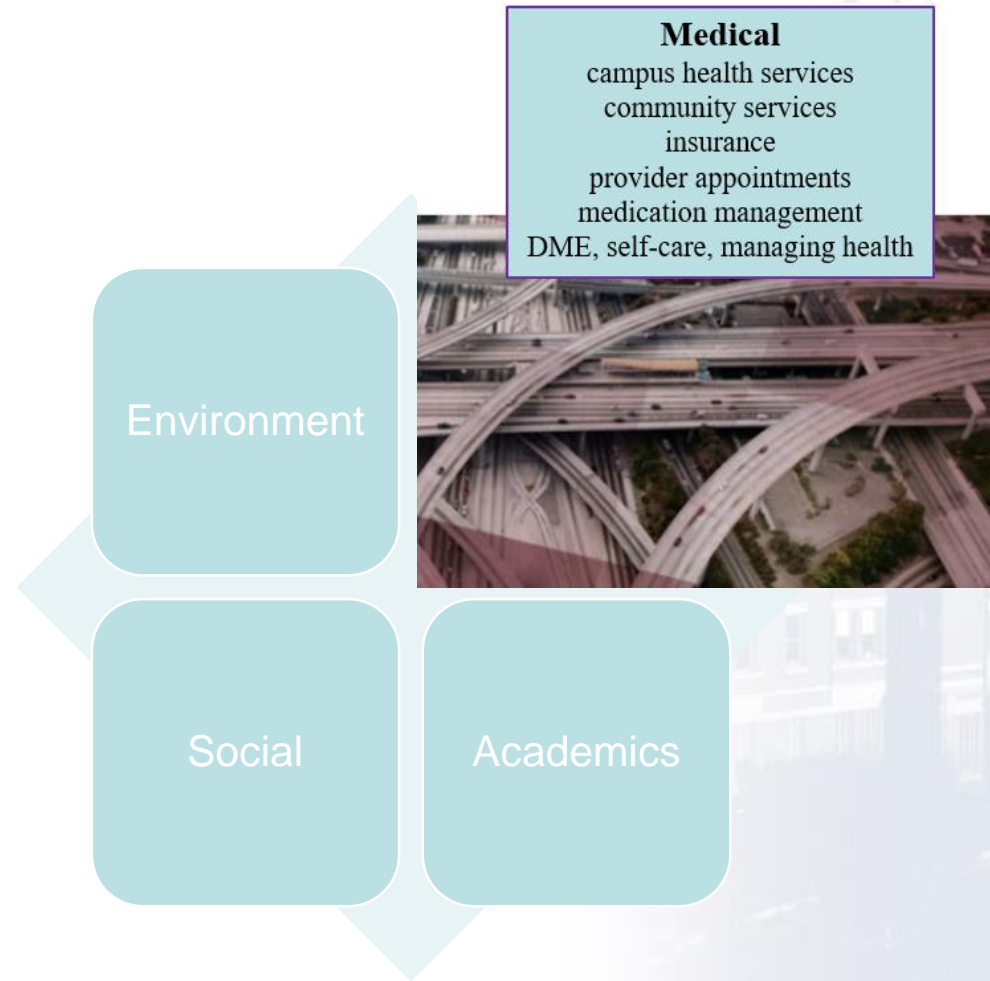 Medical
campus health services
community services
insurance
provider appointments
medication management
DME, self-care, managing health
Environment
Social
Academics